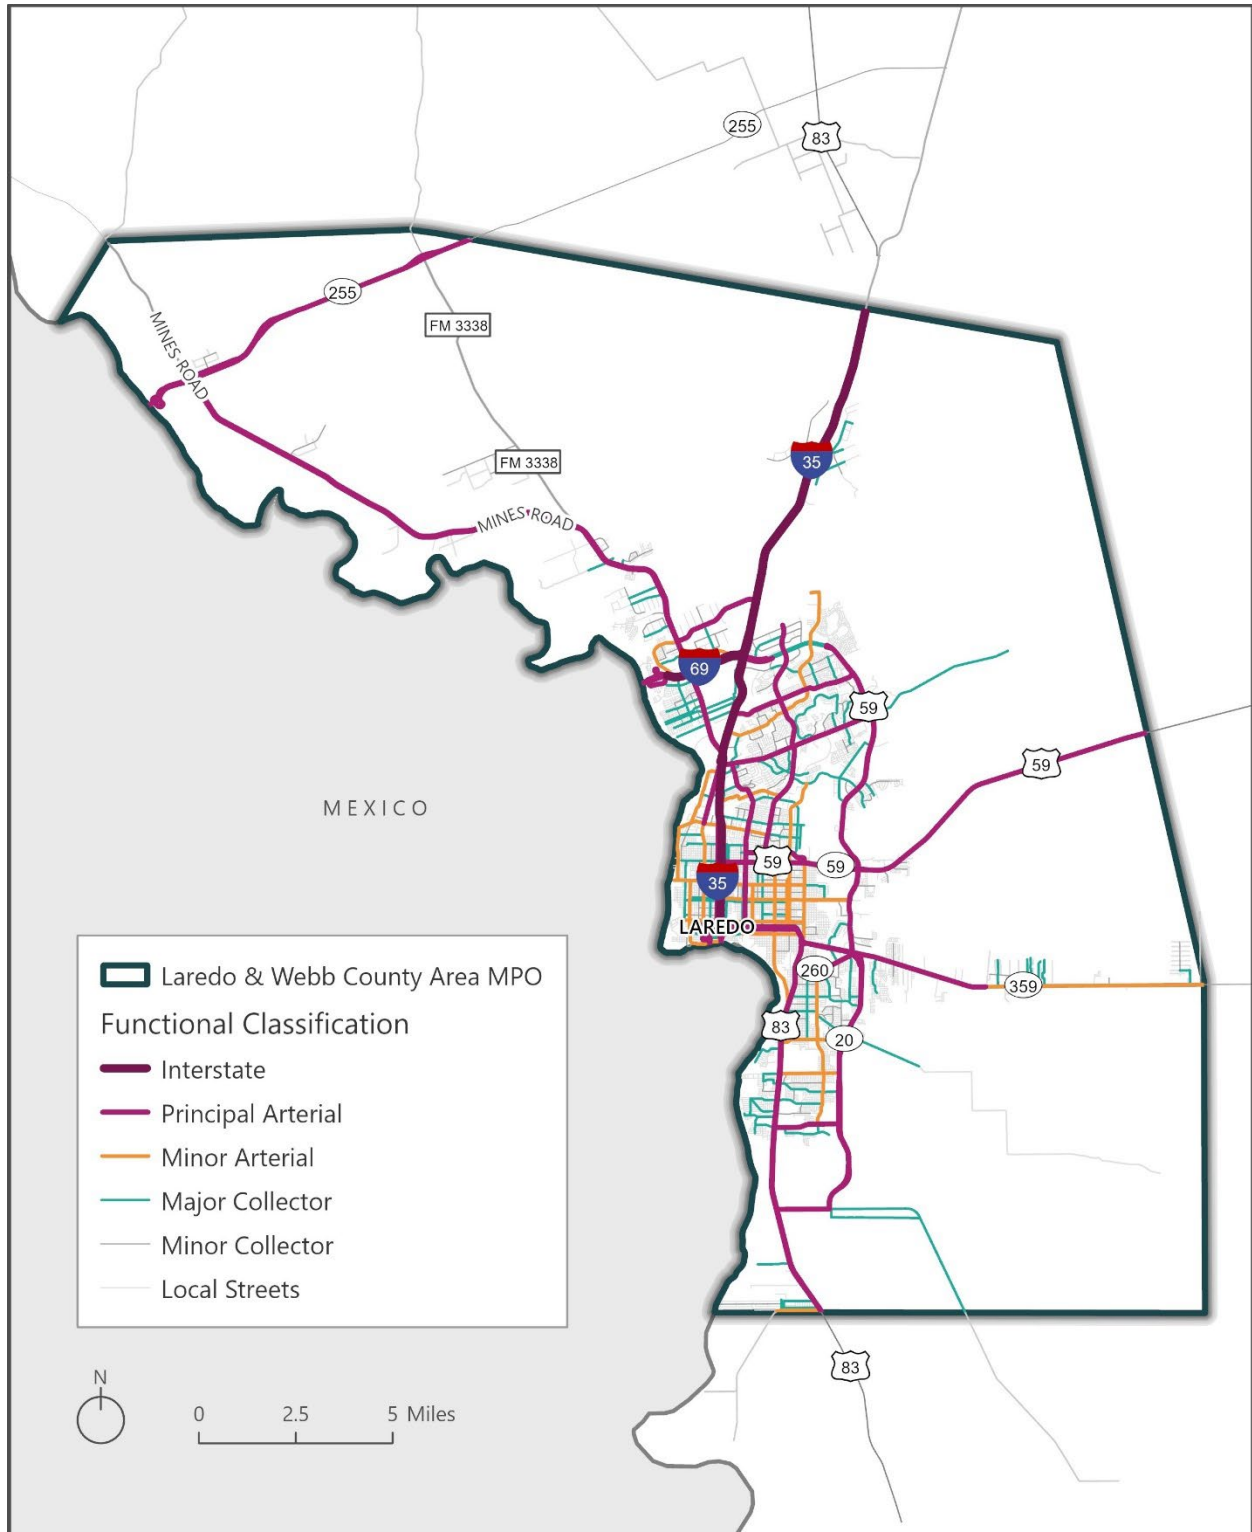 255
83
255
MINES ROAD
FM 3338
FM 3338
35
MINES ROAD
69
59
59
MEXICO
59
59
35
LAREDO
260
359
83
20
Laredo & Webb County Area MPO
Functional Classification
Interstate
Principal Arterial
Minor Arterial
Major Collector
Minor Collector
Local Streets
83
N
0 2.5 5 Miles